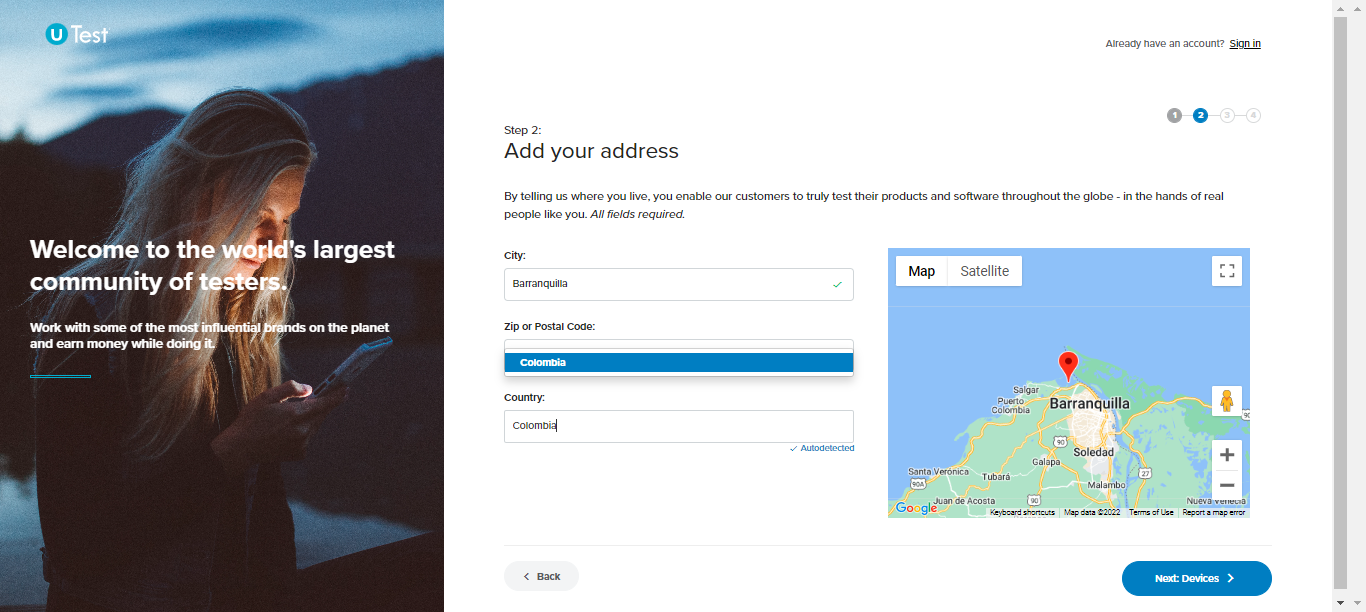 U Test
Already have an account? Sign in
1 2 3 4
Step 2:
Add your address
By telling us where you live, you enable our customers to truly test their products and software throughout the globe - in the hands of real
people like you. All fields required.
Welcome to the world's largest
community of testers.
Work with some of the most influential brands on the planet
and earn money while doing it.
City:
Barranquilla
Zip or Postal Code:
Colombia
Country:
Colombia
Autodetected
Map Satellite
Salgar
Puerto
Colombia
Barranquilla
90
90
Soledad
Galapa
Santa Verónica
Tubará
27
90A
Malambo
Juan de Acosta
90
Nueva Venecia
Google
Keyboard shortcuts Map data ©2022 Terms of Use Report a map error
Back
Next: Devices